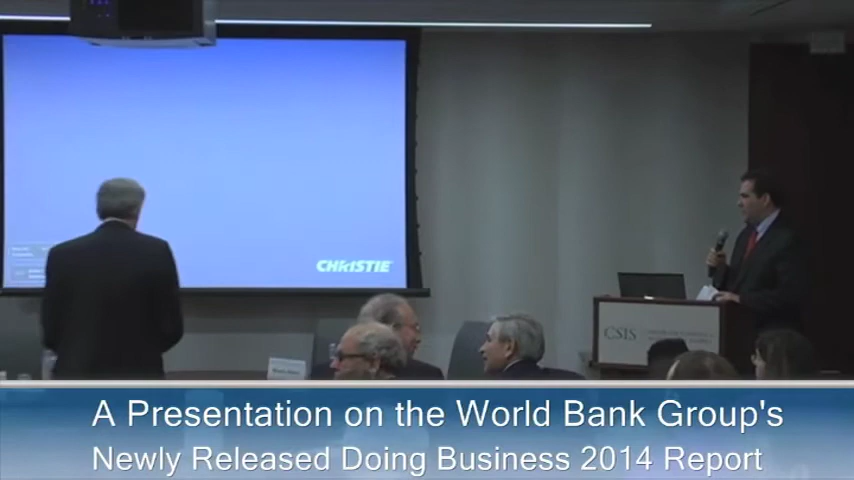 CHRISTIE
CSIS
A Presentation on the World Bank Group's
Newly Released Doing Business 2014 Report